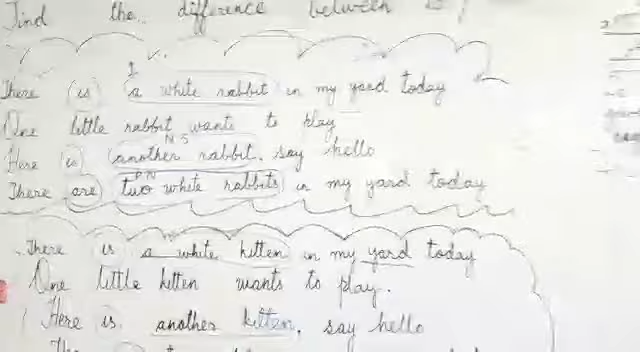 Find the difference between
1
There is a white rabbit in my yard today
One little rabbit wants to play
N S
Here is another rabbit, say hello
P N
There are two white rabbits in my yard today
There is a white kitten in my yard today
One little kitten wants to play.
Here is another kitten, say hello